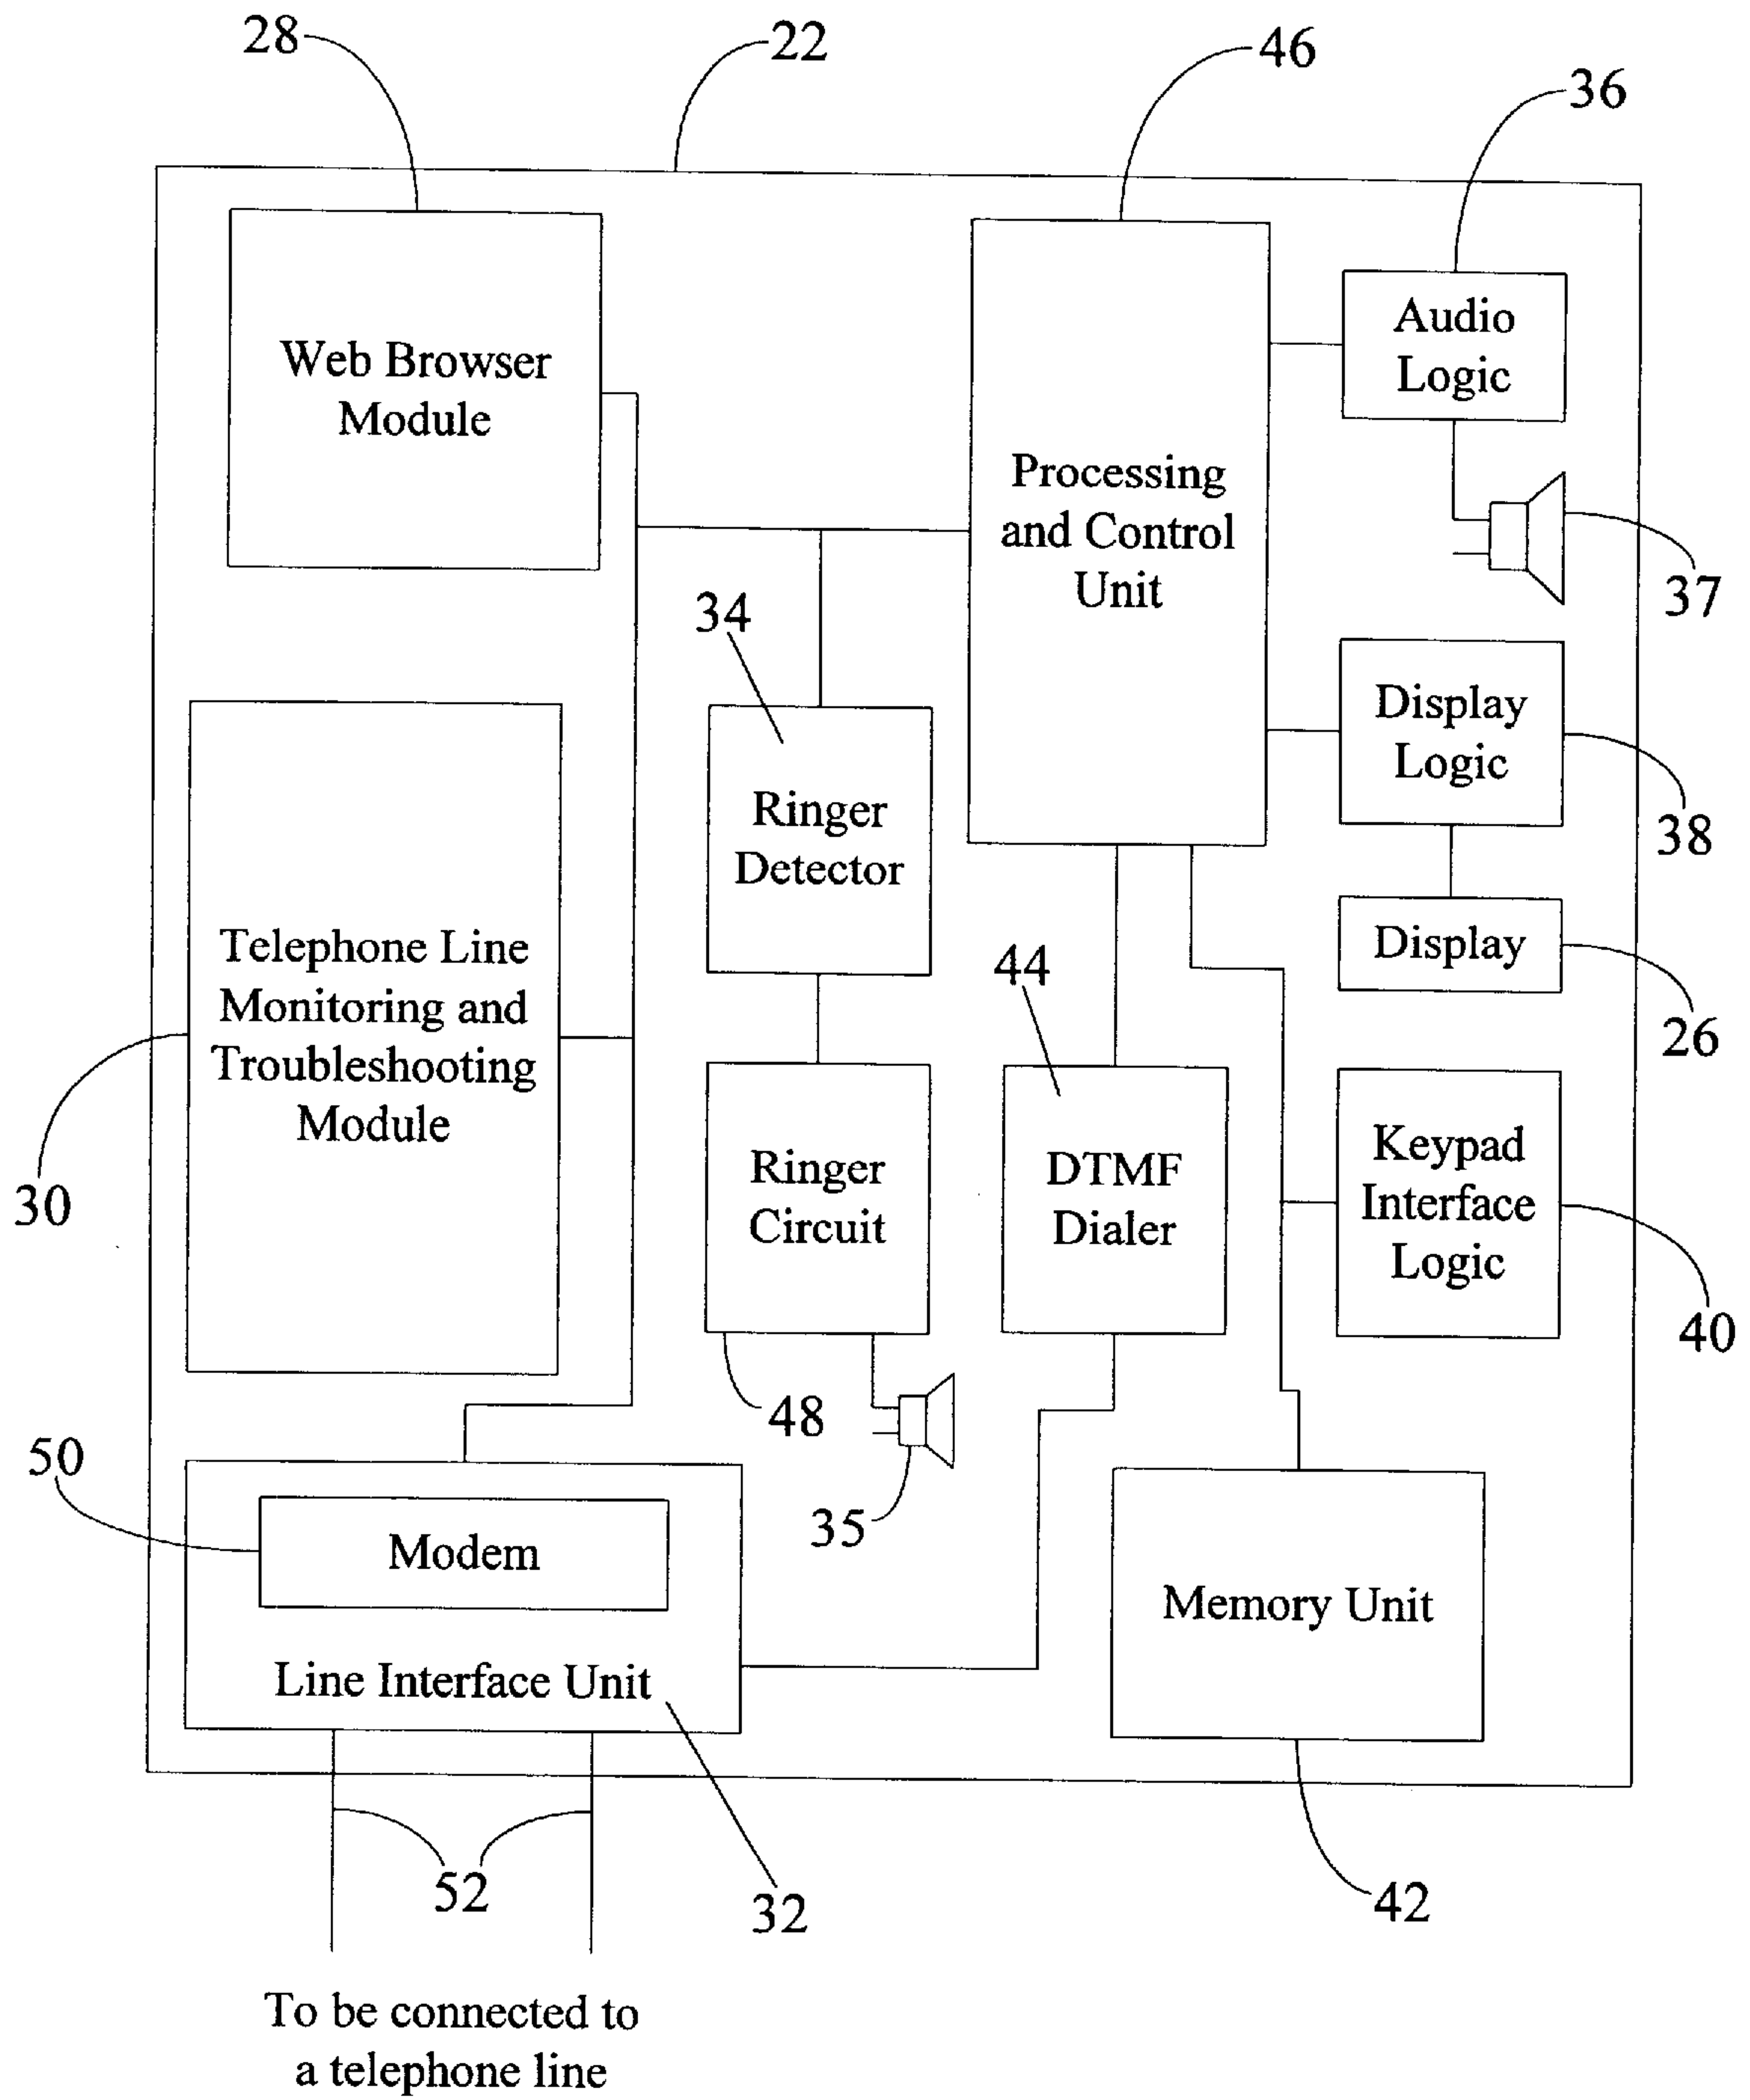 28
22
46
36
Web Browser
Module
Processing
and Control
Unit
Audio
Logic
37
34
Display
Logic
38
Ringer
Detector
Display
26
Telephone Line
Monitoring and
Troubleshooting
Module
30
44
Ringer
Circuit
DTMF
Dialer
Keypad
Interface
Logic
40
48
35
50
Modem
Line Interface Unit
Memory Unit
52
32
42
To be connected to
a telephone line